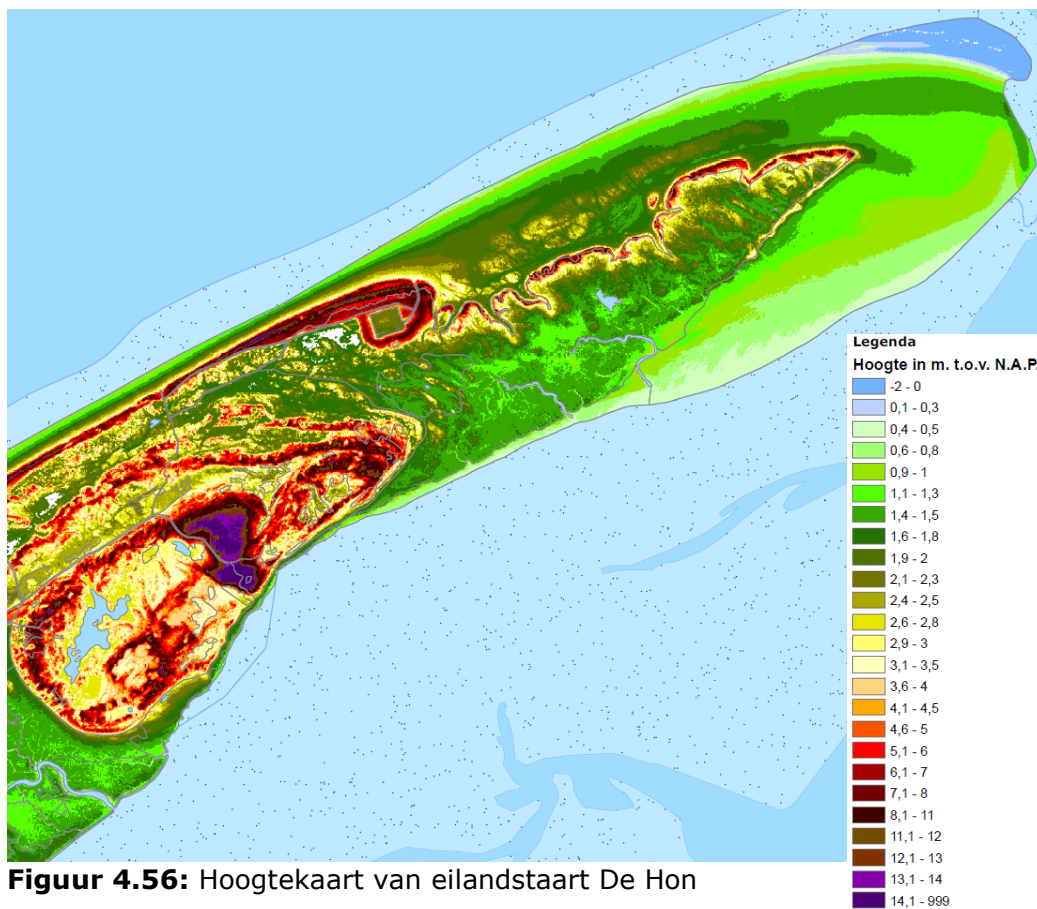 Legenda
Hoogte in m. t.o.v. N.A.P.
-2 - 0
0,1 - 0,3
0,4 - 0,5
0,6 - 0,8
0,9 - 1
1,1 - 1,3
1,4 - 1,5
1,6 - 1,8
1,9 - 2
2,1 - 2,3
2,4 - 2,5
2,6 - 2,8
2,9 - 3
3,1 - 3,5
3,6 - 4
4,1 - 4,5
4,6 - 5
5,1 - 6
6,1 - 7
7,1 - 8
8,1 - 11
11,1 - 12
12,1 - 13
13,1 - 14
14,1 - 999
Figuur 4.56: Hoogtekaart van eilandstaart De Hon